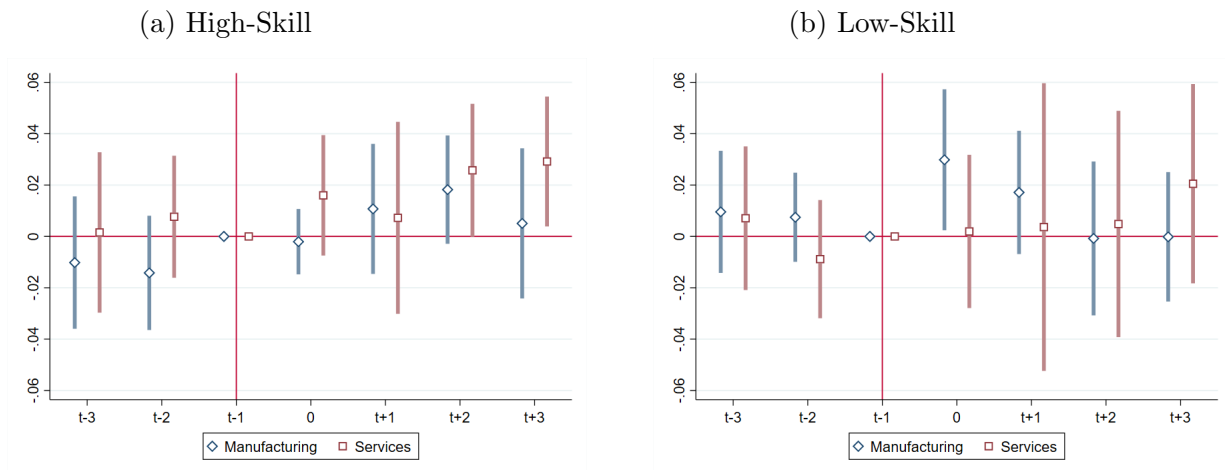 (a) High-Skill
(b) Low-Skill
.06
.04
.02
0
-.02
-.04
-.06
t-3 t-2 t-1 0 t+1 t+2 t+3
Manufacturing Services
.06
.04
.02
0
-.02
-.04
-.06
t-3 t-2 t-1 0 t+1 t+2 t+3
Manufacturing Services